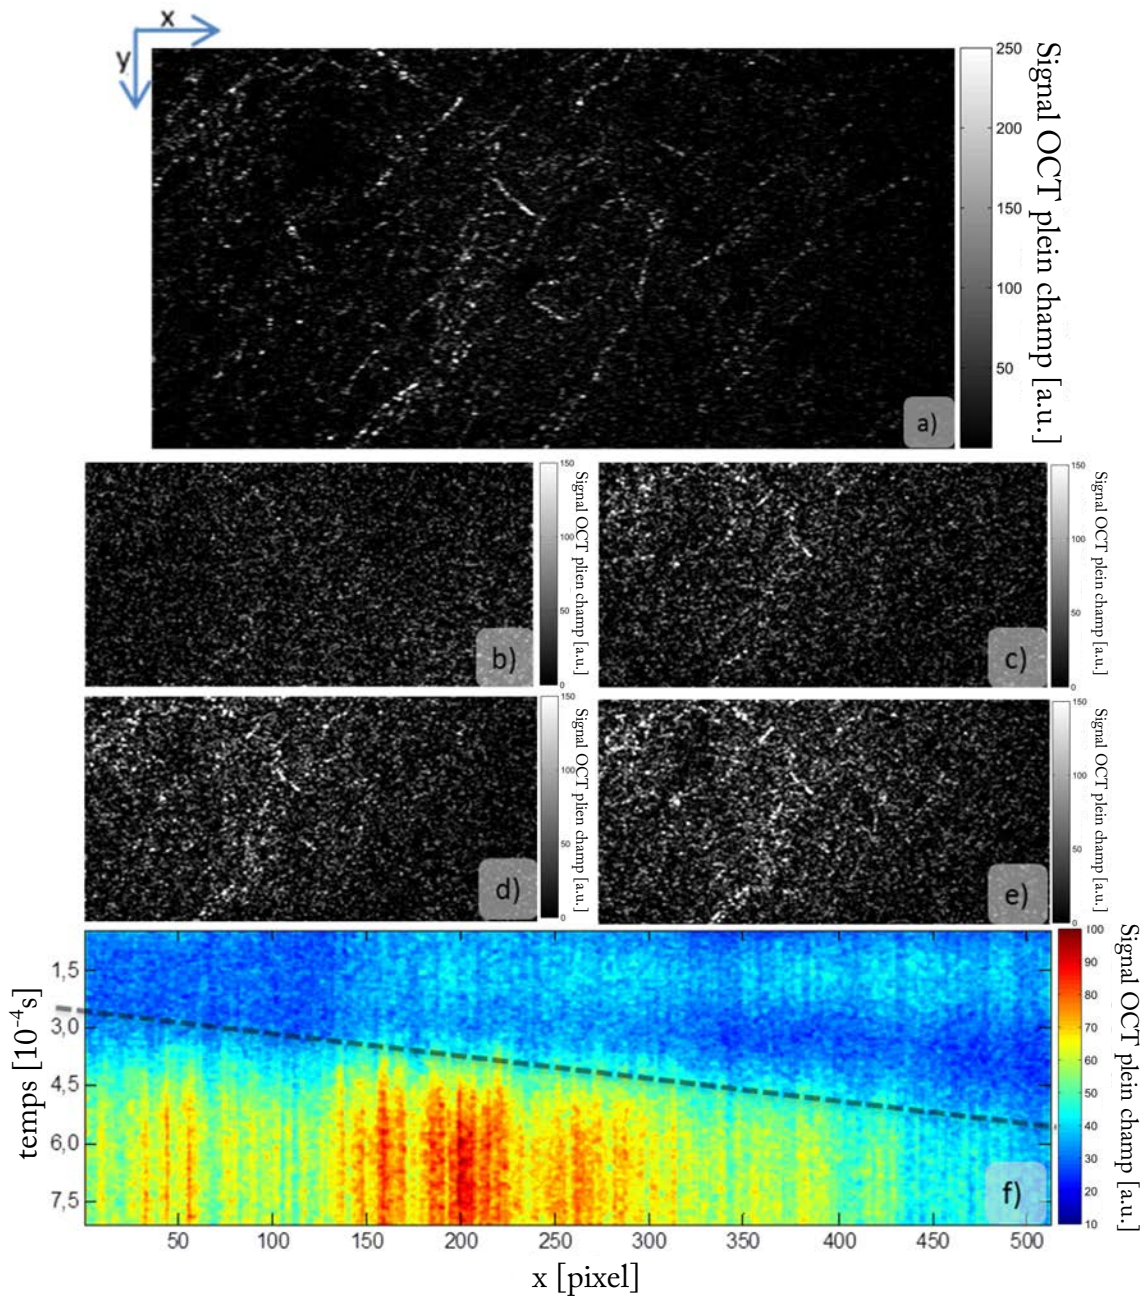 x
y
250
200
150
100
50
Signal OCT plein champ [a.u.]
a)
150
100
50
0
Signal OCT plien champ [a.u.]
b)
150
100
50
0
Signal OCT plein champ [a.u.]
c)
150
100
50
0
Signal OCT plien champ [a.u.]
d)
150
100
50
0
Signal OCT plein champ [a.u.]
e)
temps [10⁻⁴s]
1,5
3,0
4,5
6,0
7,5
f)
100
90
80
70
60
50
40
30
20
10
Signal OCT plein champ [a.u.]
50 100 150 200 250 300 350 400 450 500
x [pixel]